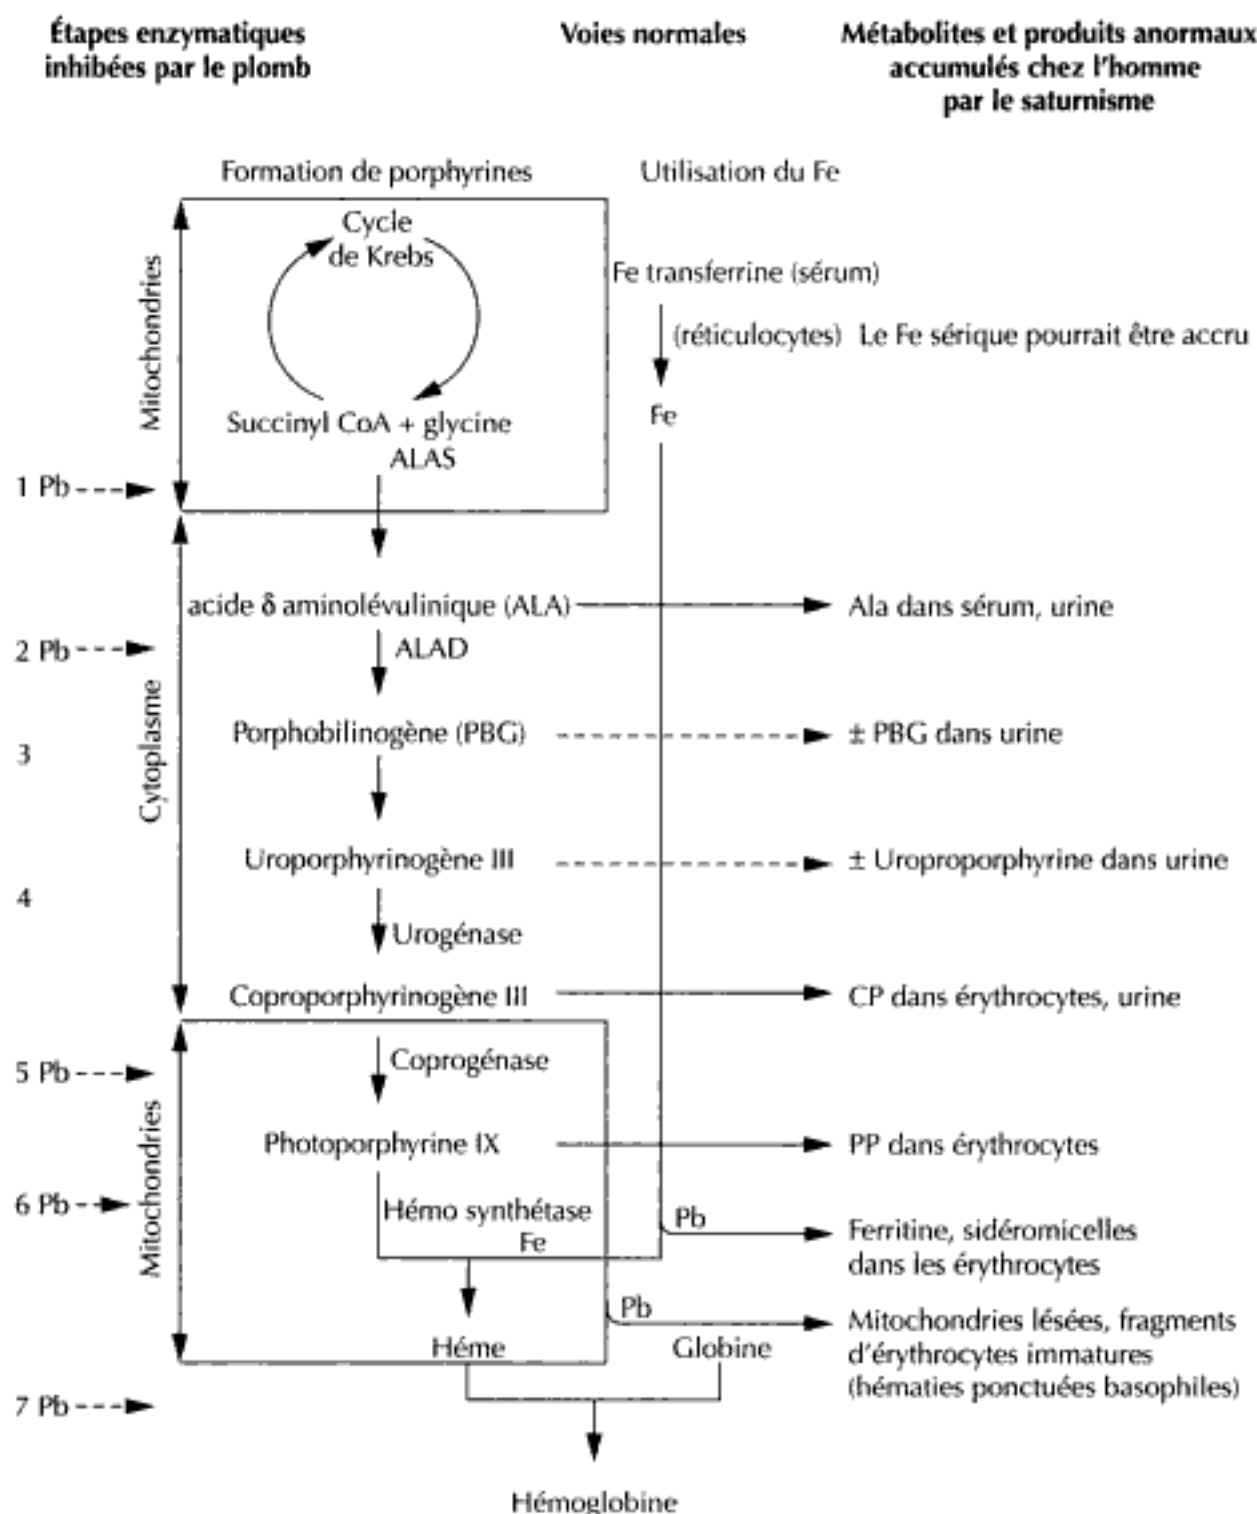 Étapes enzymatiques
inhibées par le plomb
Voies normales
Métabolites et produits anormaux
accumulés chez l'homme
par le saturnisme
Formation de porphyrines
Utilisation du Fe
Mitochondries
Cycle
de Krebs
Fe transferrine (sérum)
(réticulocytes)
Le Fe sérique pourrait être accru
Succinyl CoA + glycine
ALAS
Fe
1 Pb
Cytoplasme
acide δ aminolévulinique (ALA)
Ala dans sérum, urine
2 Pb
ALAD
Porphobilinogène (PBG)
± PBG dans urine
3
Uroporphyrinogène III
± Uroproporphyrine dans urine
4
Urogénase
Coproporphyrinogène III
CP dans érythrocytes, urine
Mitochondries
5 Pb
Coprogénase
Photoporphyrine IX
PP dans érythrocytes
6 Pb
Hémo synthétase
Fe
Pb
Ferritine, sidéromicelles
dans les érythrocytes
Pb
Mitochondries lésées, fragments
d'érythrocytes immatures
(hématies ponctuées basophiles)
Héme
Globine
7 Pb
Hémoglobine